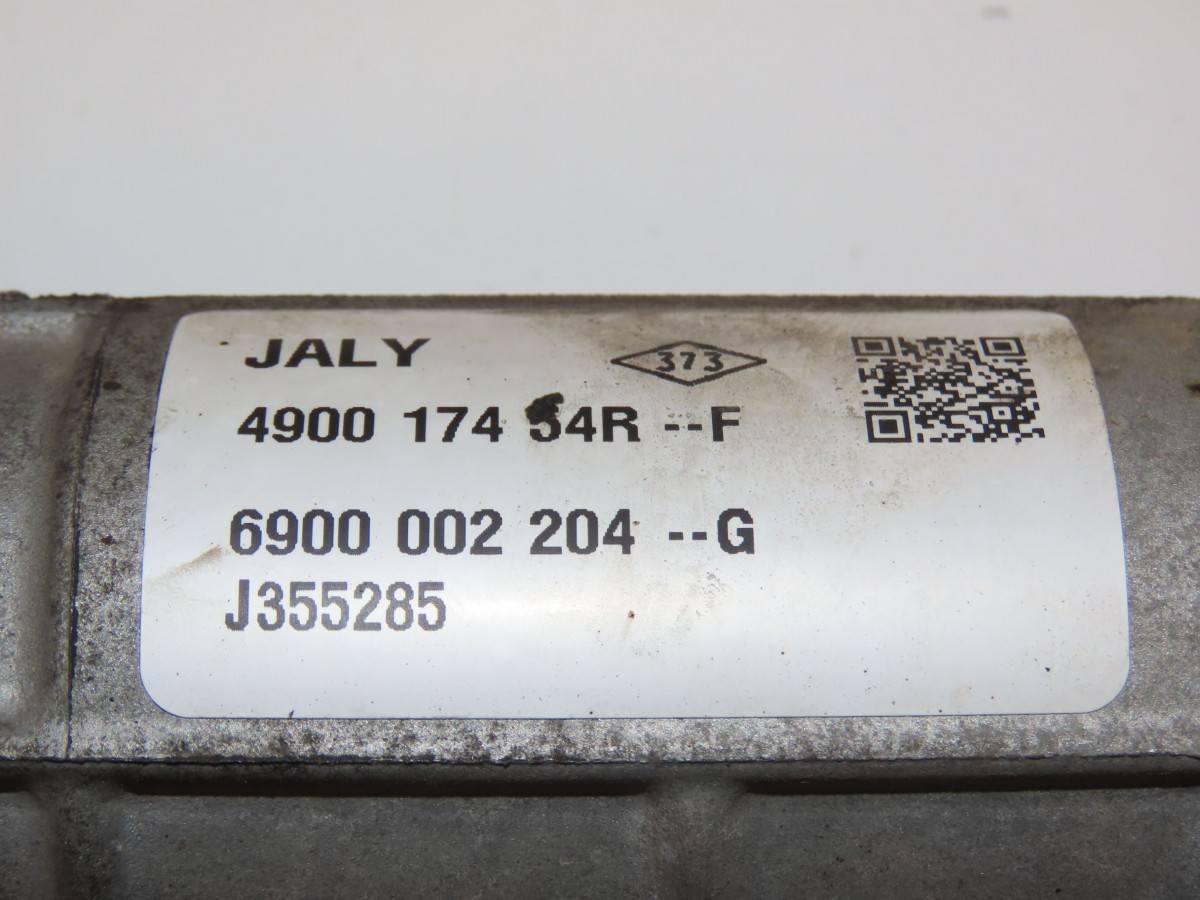 JALY
373
4900 174 R --F
6900 002 204 --G
J355285